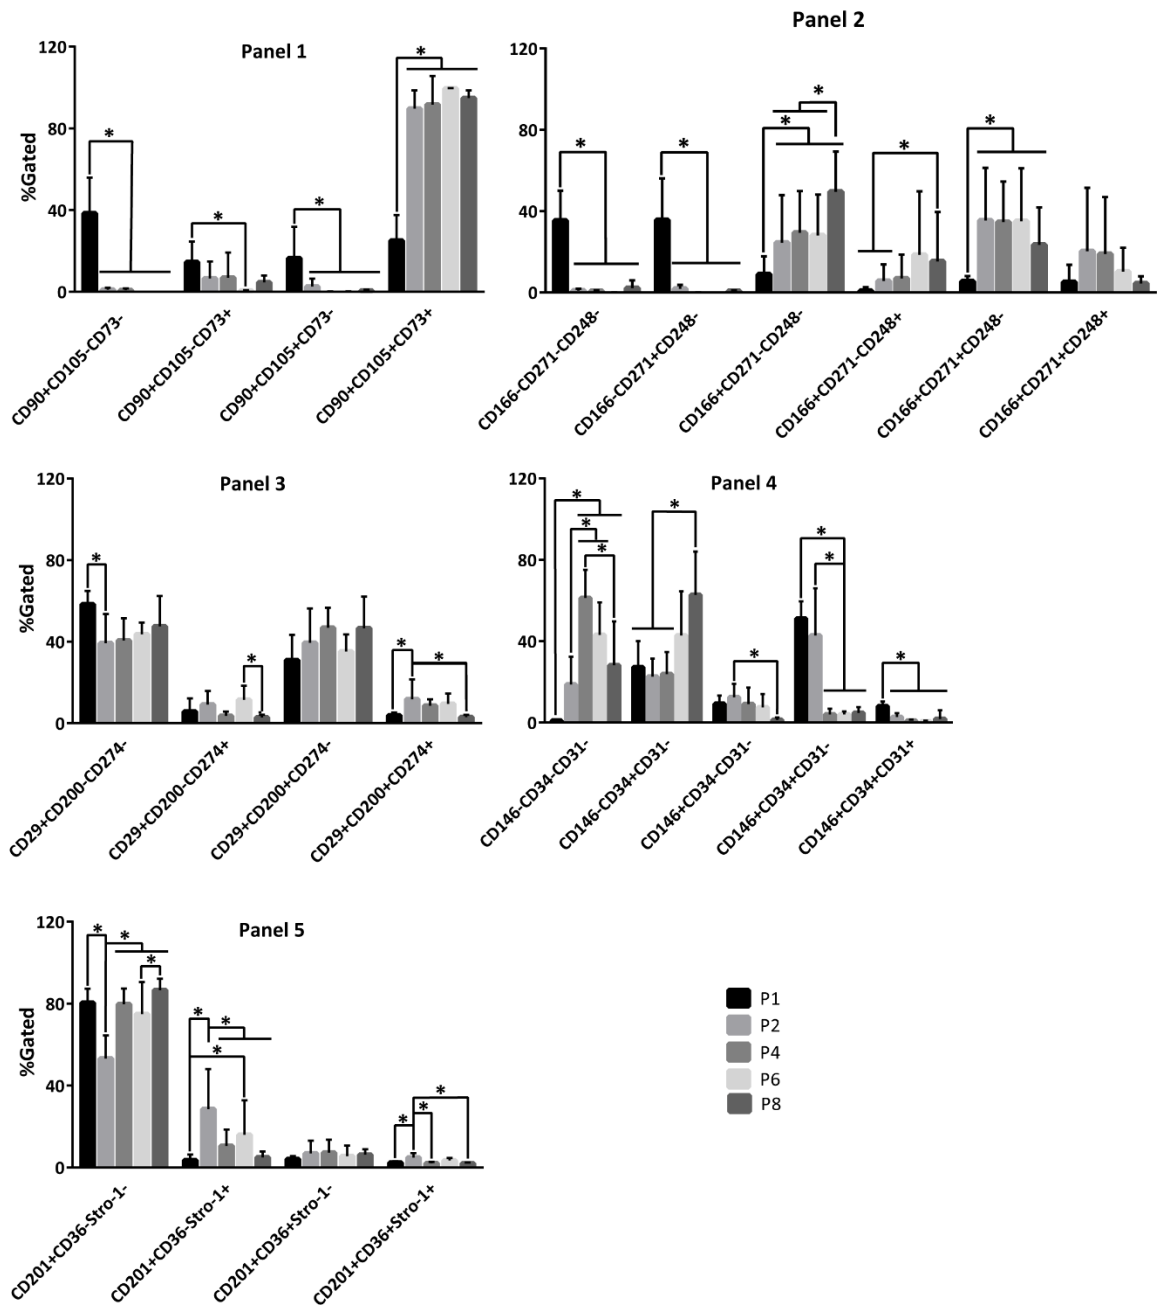 Panel 1
%Gated
120
80
40
0
*
*
*
*
CD90+CD105-CD73-
CD90+CD105-CD73+
CD90+CD105+CD73-
CD90+CD105+CD73+
Panel 2
120
80
40
0
*
*
*
*
*
*
CD166-CD271-CD248-
CD166-CD271+CD248-
CD166+CD271-CD248-
CD166+CD271-CD248+
CD166+CD271+CD248-
CD166+CD271+CD248+
Panel 3
%Gated
120
80
40
0
*
*
*
*
CD29+CD200-CD274-
CD29+CD200-CD274+
CD29+CD200+CD274-
CD29+CD200+CD274+
Panel 4
120
80
40
0
*
*
*
*
*
*
*
*
CD146-CD34-CD31-
CD146-CD34+CD31-
CD146+CD34-CD31-
CD146+CD34+CD31-
CD146+CD34+CD31+
Panel 5
%Gated
120
80
40
0
*
*
*
*
*
*
*
*
*
CD201+CD36-Stro-1-
CD201+CD36-Stro-1+
CD201+CD36+Stro-1-
CD201+CD36+Stro-1+
P1
P2
P4
P6
P8